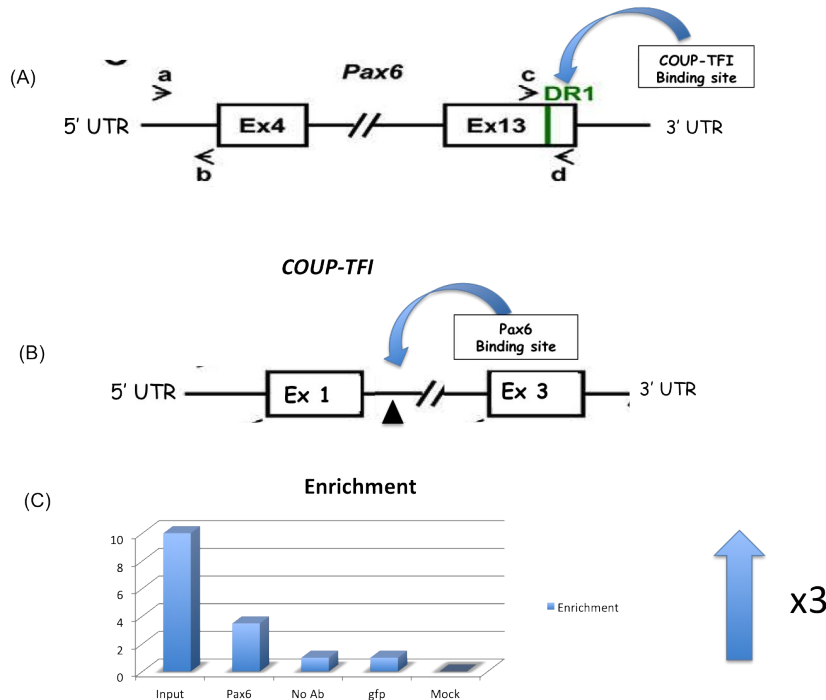 (A)
a
Pax6
c
DR1
COUP-TFI
Binding site
5' UTR
Ex4
Ex13
3' UTR
b
d
COUP-TFI
(B)
Pax6
Binding site
5' UTR
Ex 1
Ex 3
3' UTR
(C)
Enrichment
10
8
6
4
2
0
Input
Pax6
No Ab
gfp
Mock
Enrichment
x3